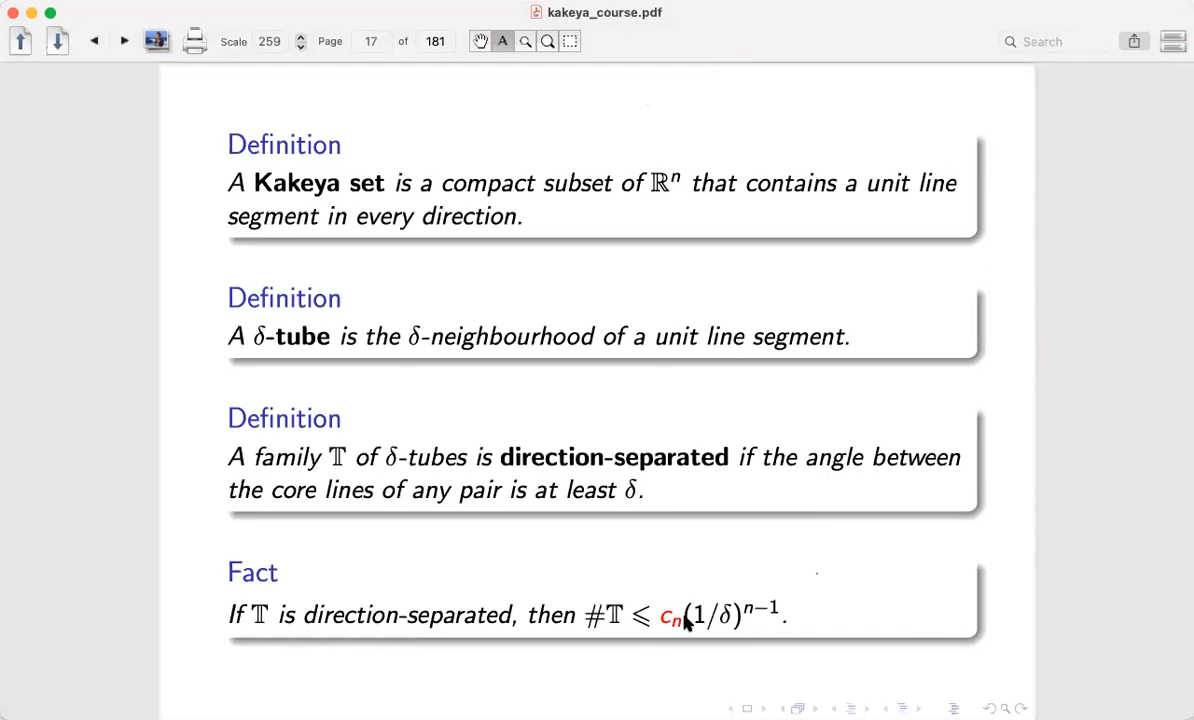 kakeya_course.pdf
Scale 259 Page 17 of 181 A Search
Definition
A Kakeya set is a compact subset of ℝⁿ that contains a unit line
segment in every direction.
Definition
A δ-tube is the δ-neighbourhood of a unit line segment.
Definition
A family 𝕋 of δ-tubes is direction-separated if the angle between
the core lines of any pair is at least δ.
Fact
If 𝕋 is direction-separated, then #𝕋 ⩽ cₙ(1/δ)ⁿ⁻¹.